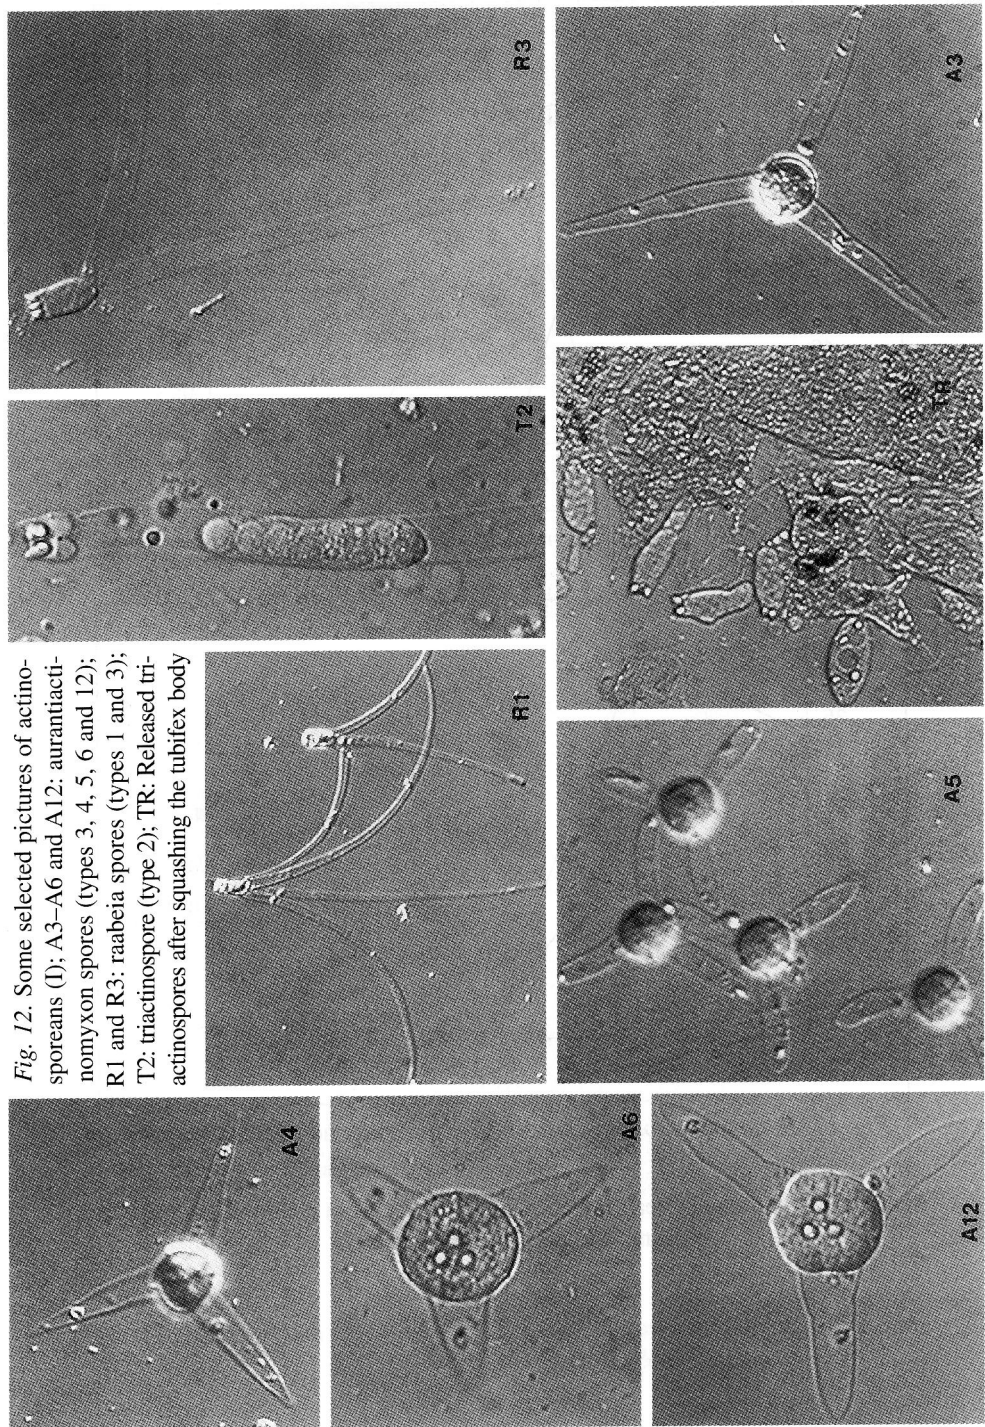 Fig. 12. Some selected pictures of actino-
sporeans (I); A3–A6 and A12: aurantiacti-
nomyxon spores (types 3, 4, 5, 6 and 12);
R1 and R3: raabeia spores (types 1 and 3);
T2: triactinospore (type 2); TR: Released tri-
actinospores after squashing the tubifex body
A4
A6
A12
R1
A5
T2
TR
R3
A3